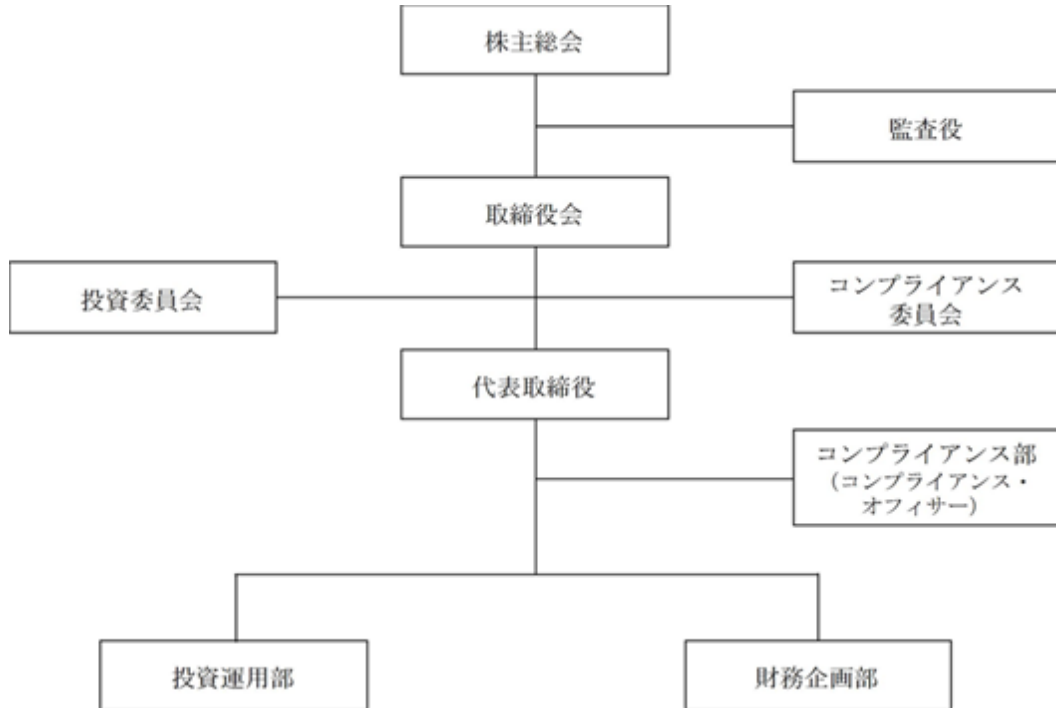 株主総会
監査役
取締役会
投資委員会
コンプライアンス
委員会
代表取締役
コンプライアンス部
（コンプライアンス・
オフィサー）
投資運用部
財務企画部